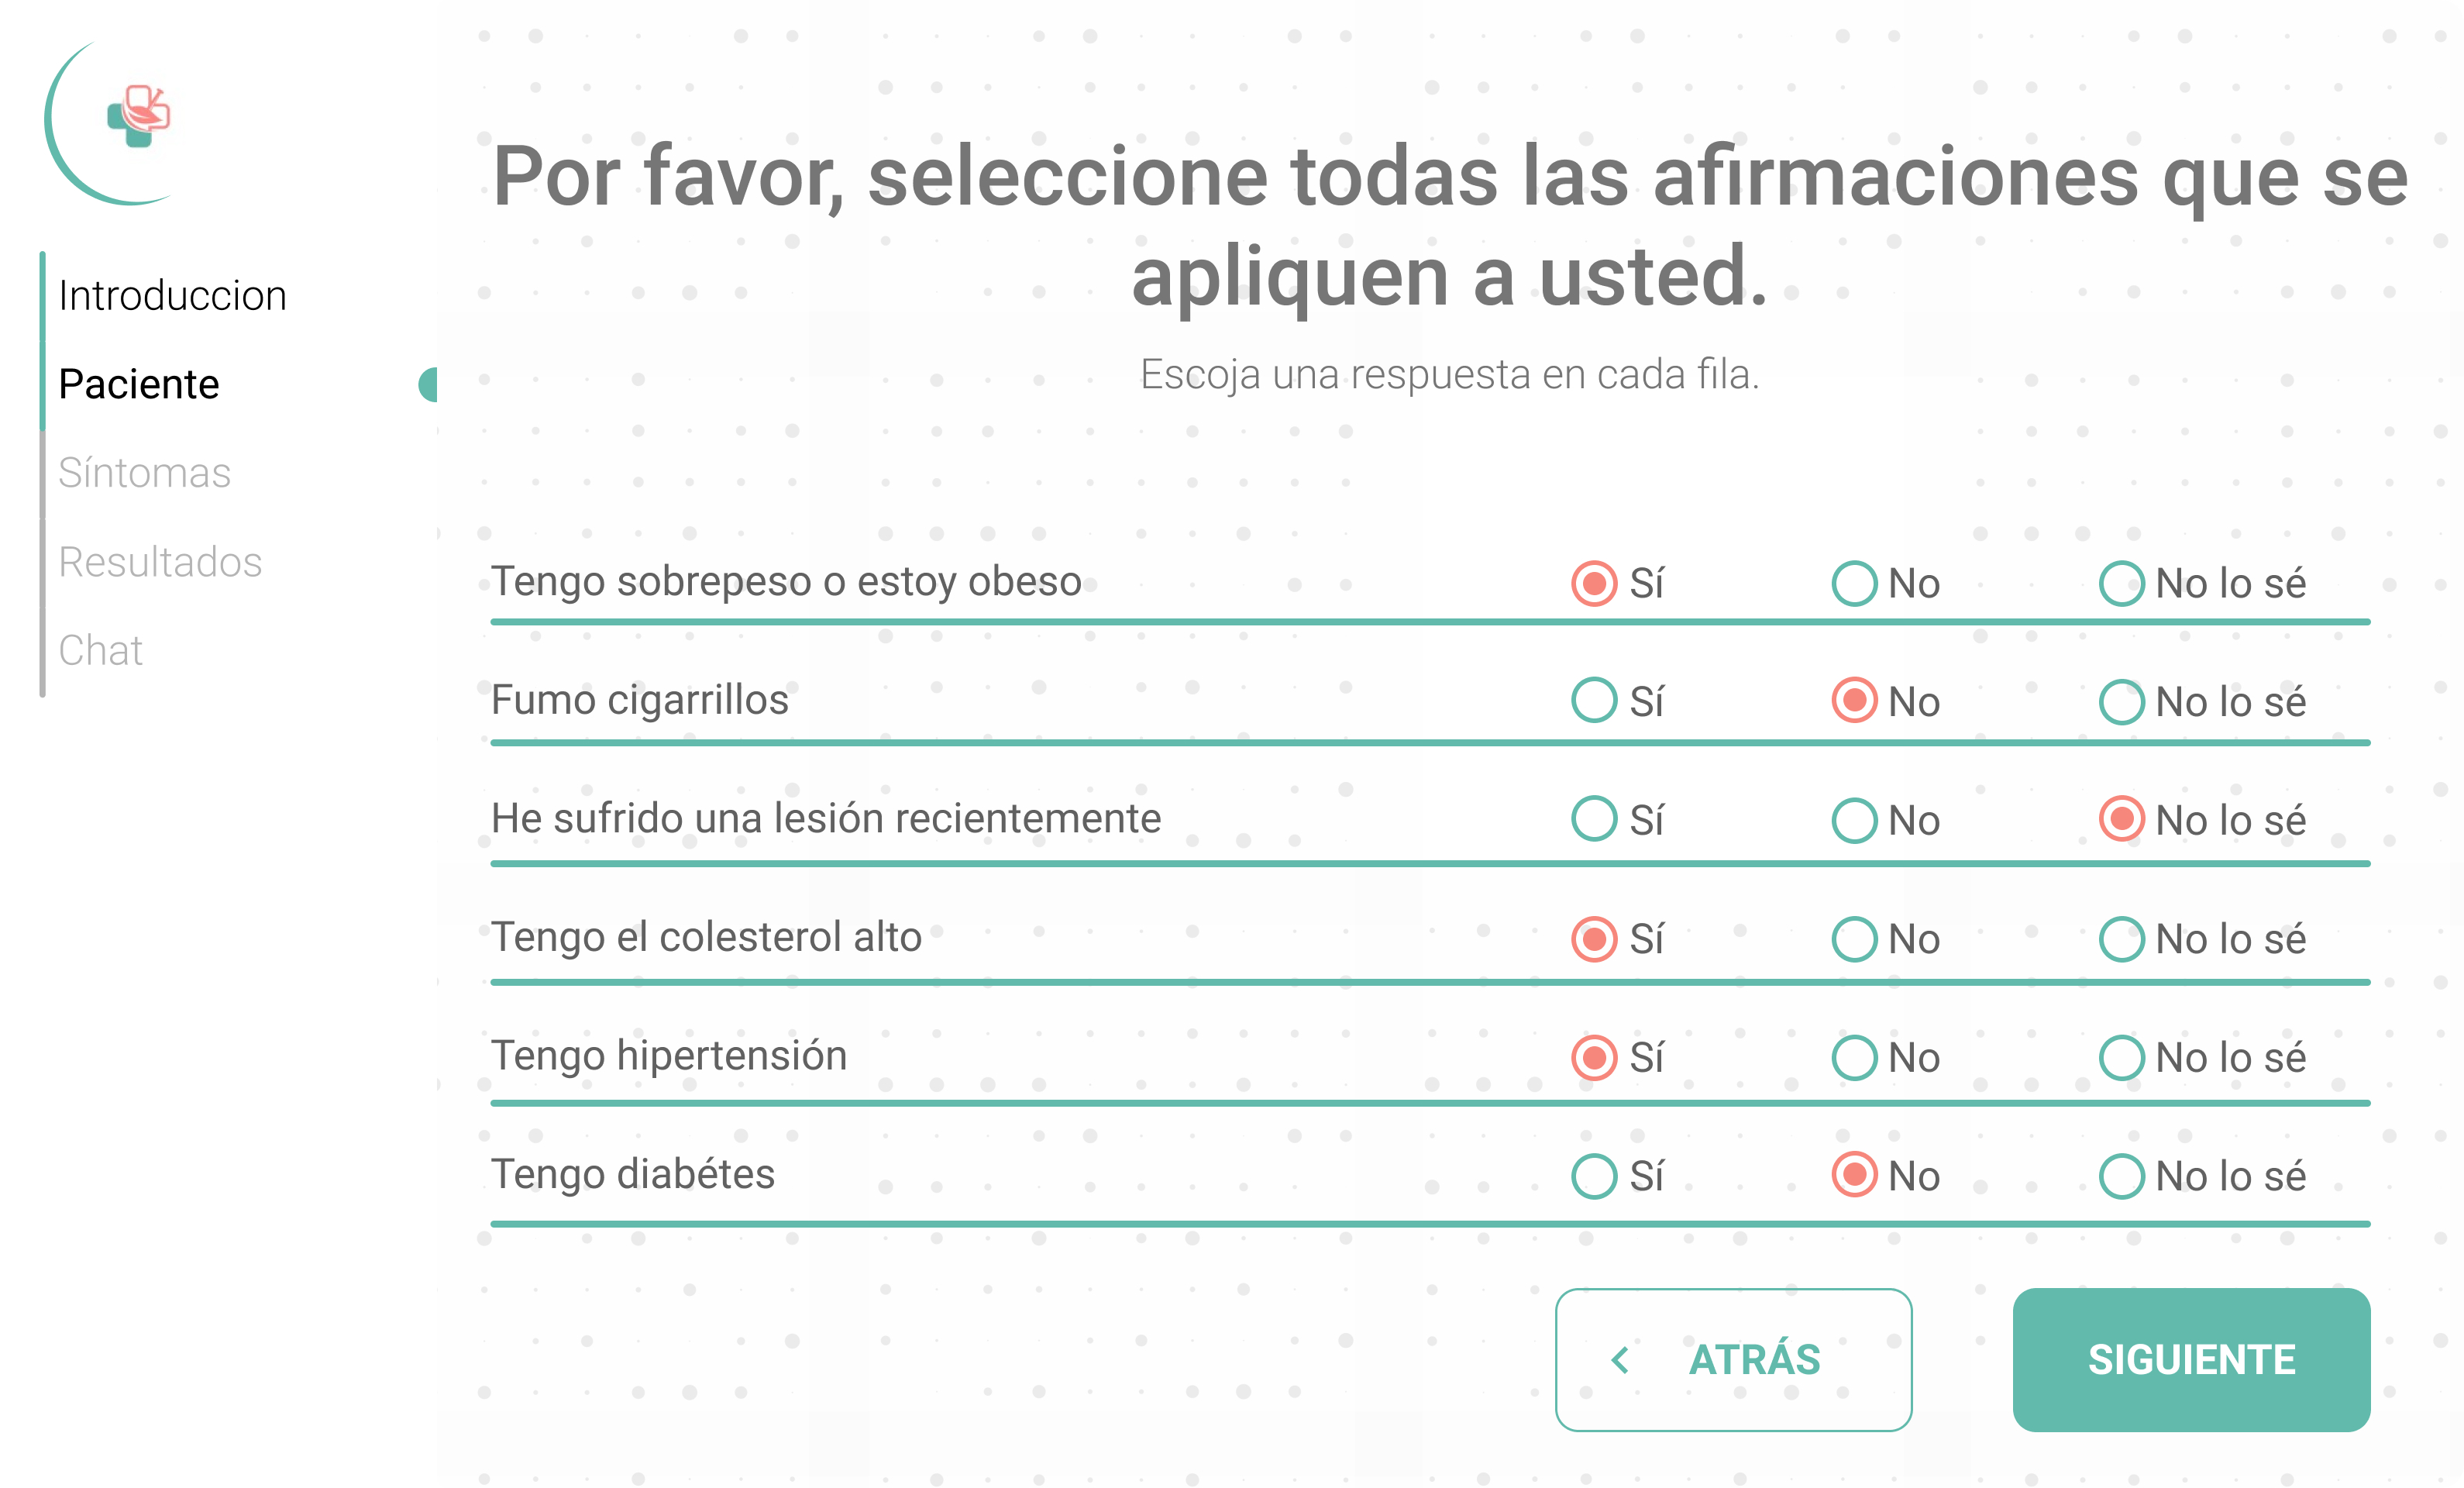 Introduccion
Paciente
Síntomas
Resultados
Chat
Por favor, seleccione todas las afirmaciones que se
apliquen a usted.
Escoja una respuesta en cada fila.
Tengo sobrepeso o estoy obeso Sí No No lo sé
Fumo cigarrillos Sí No No lo sé
He sufrido una lesión recientemente Sí No No lo sé
Tengo el colesterol alto Sí No No lo sé
Tengo hipertensión Sí No No lo sé
Tengo diabétes Sí No No lo sé
ATRÁS SIGUIENTE